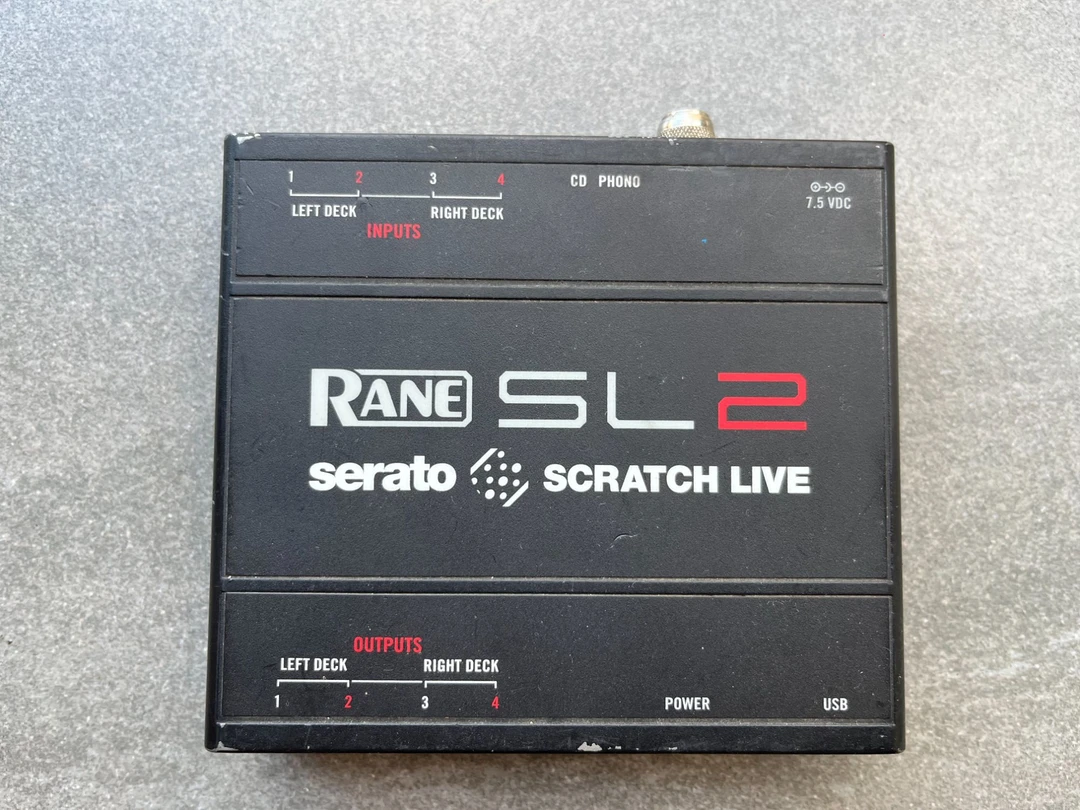 1 2 3 4
CD PHONO
7.5 VDC
LEFT DECK RIGHT DECK
INPUTS
RANE SL2
serato SCRATCH LIVE
OUTPUTS
LEFT DECK RIGHT DECK
1 2 3 4
POWER USB